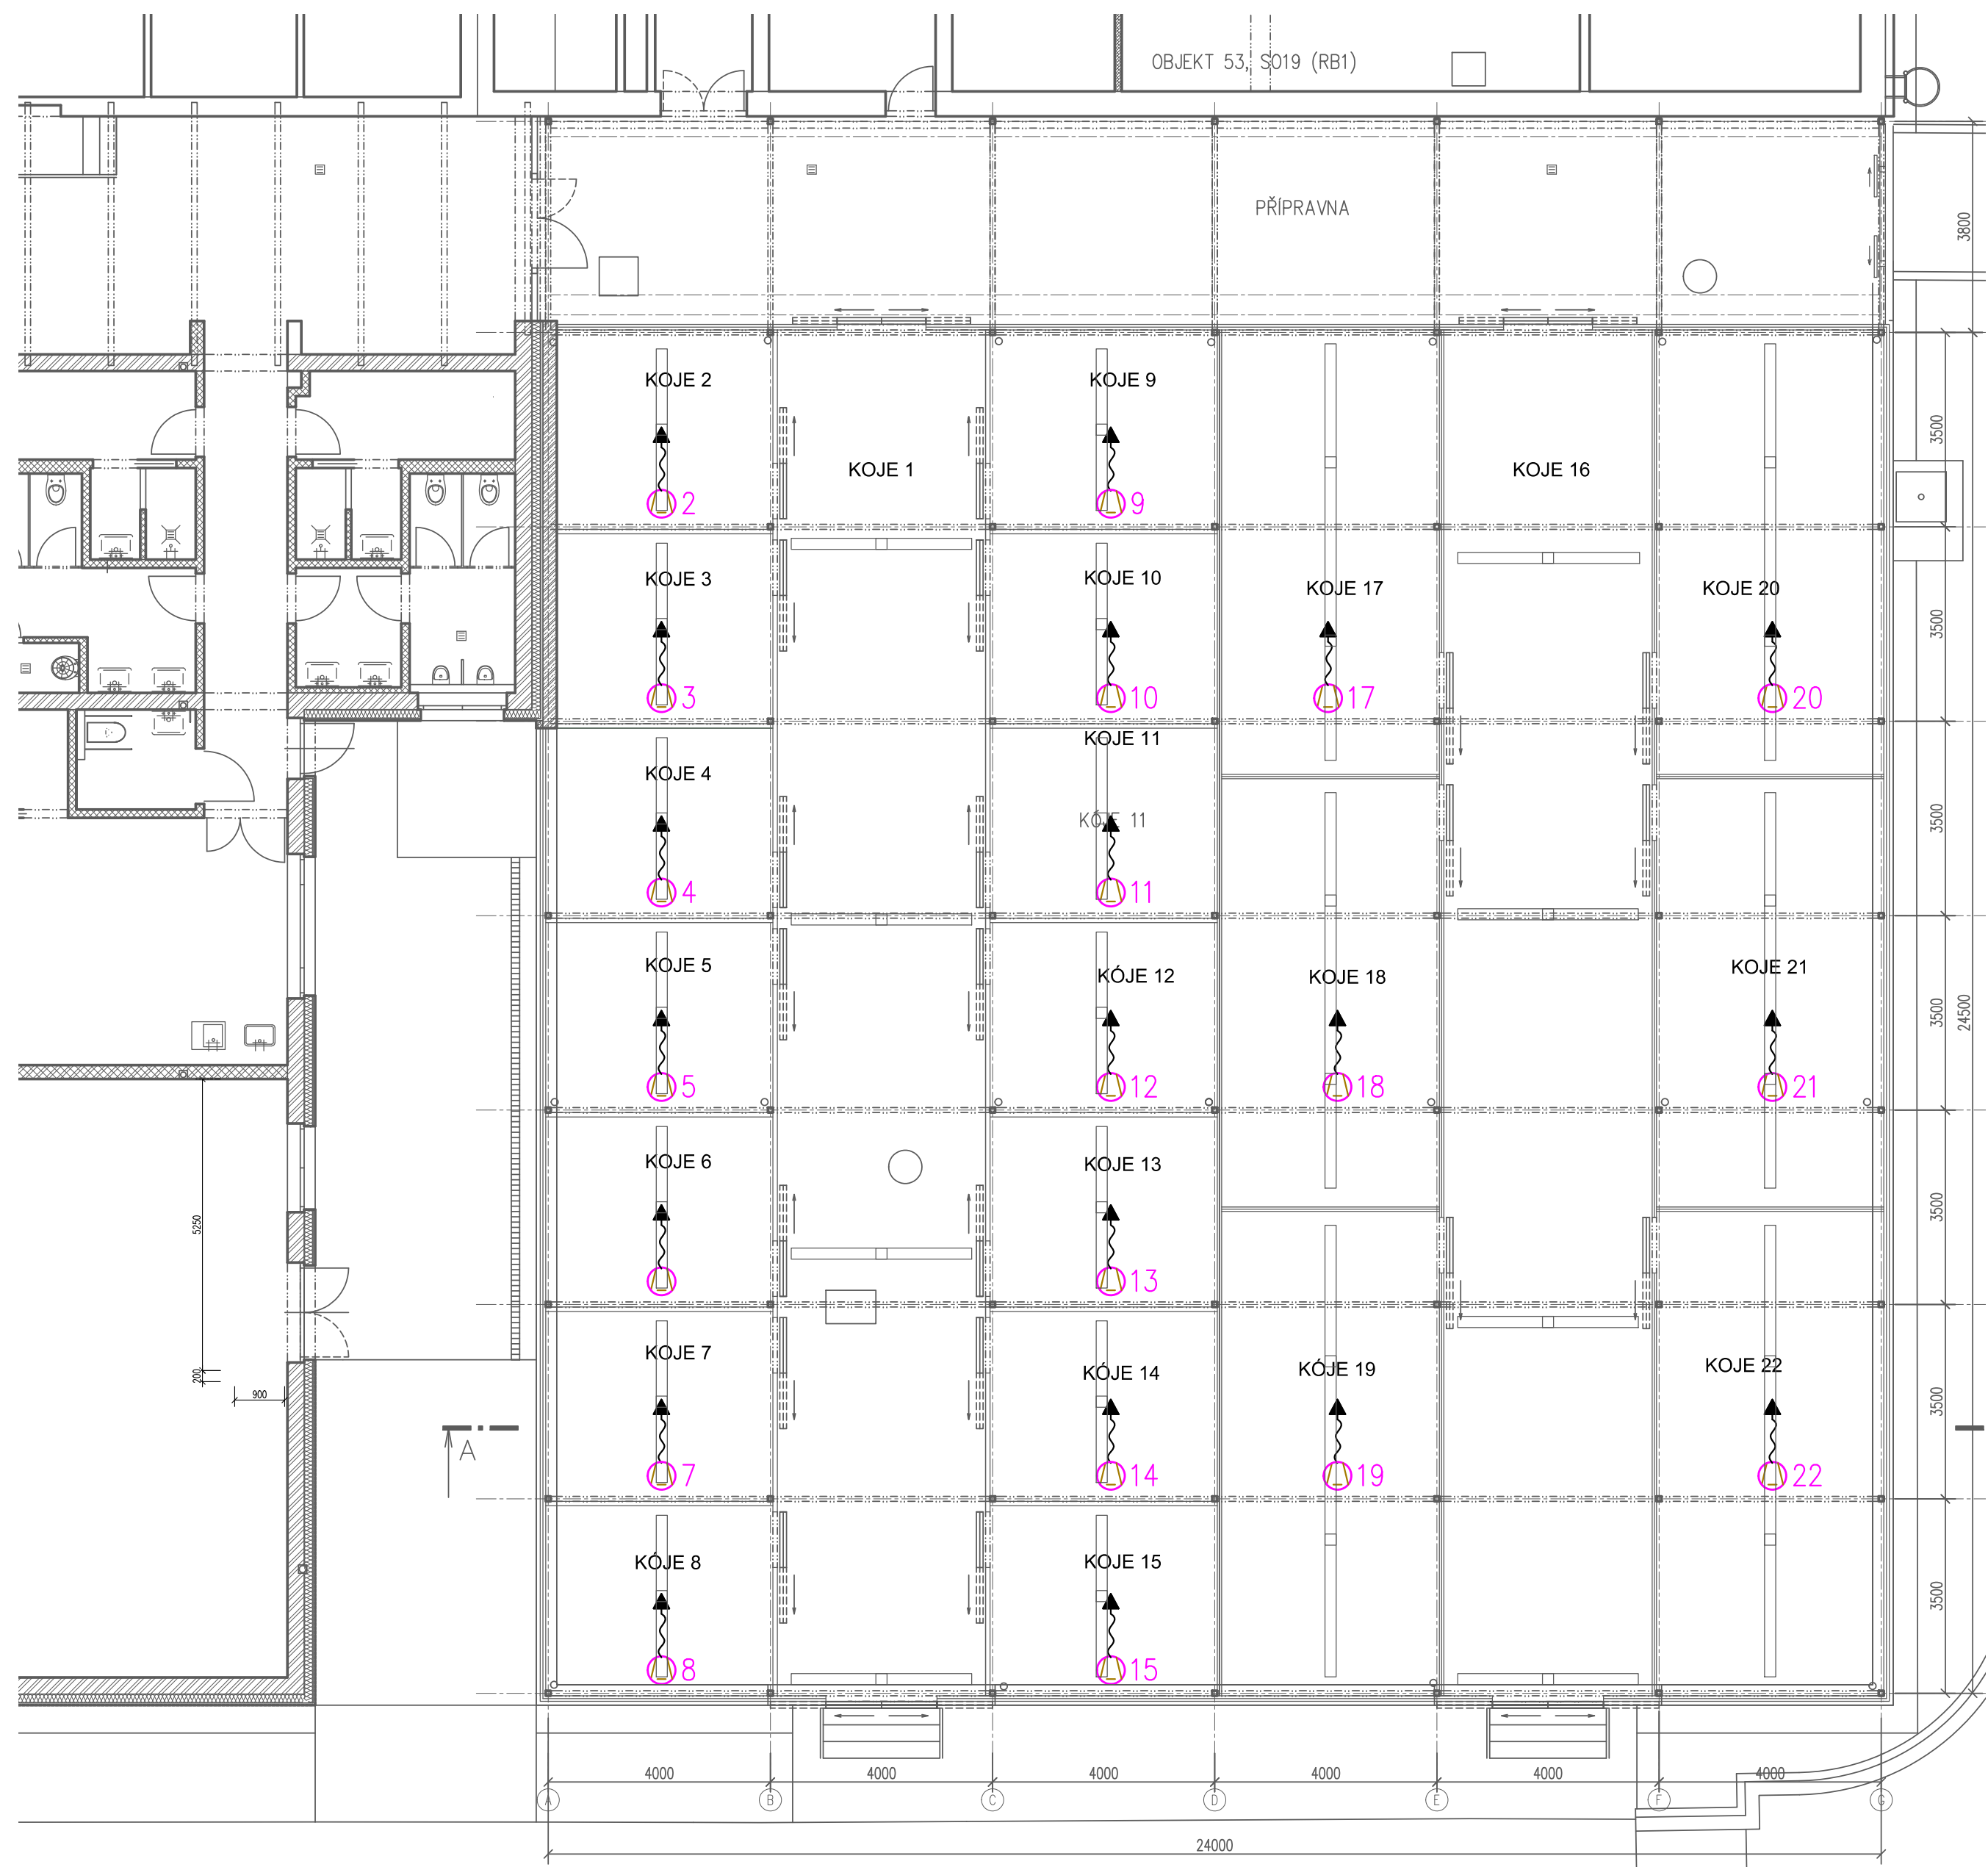 OBJEKT 53, SO19 (RB1)
PŘÍPRAVNA
3800
KOJE 2
KOJE 9
3500
KOJE 1
KOJE 16
2
9
KOJE 3
KOJE 10
KOJE 17
KOJE 20
3500
3
10
17
20
KOJE 11
KOJE 4
KÓJE 11
3500
4
11
KOJE 5
KÓJE 12
KOJE 18
KOJE 21
3500
24500
5
12
18
21
KOJE 6
KOJE 13
3500
5250
13
KOJE 7
KÓJE 14
KÓJE 19
KOJE 22
200
900
3500
A
7
14
19
22
KÓJE 8
KOJE 15
3500
8
15
4000
4000
4000
4000
4000
4000
A
B
C
D
E
F
G
24000